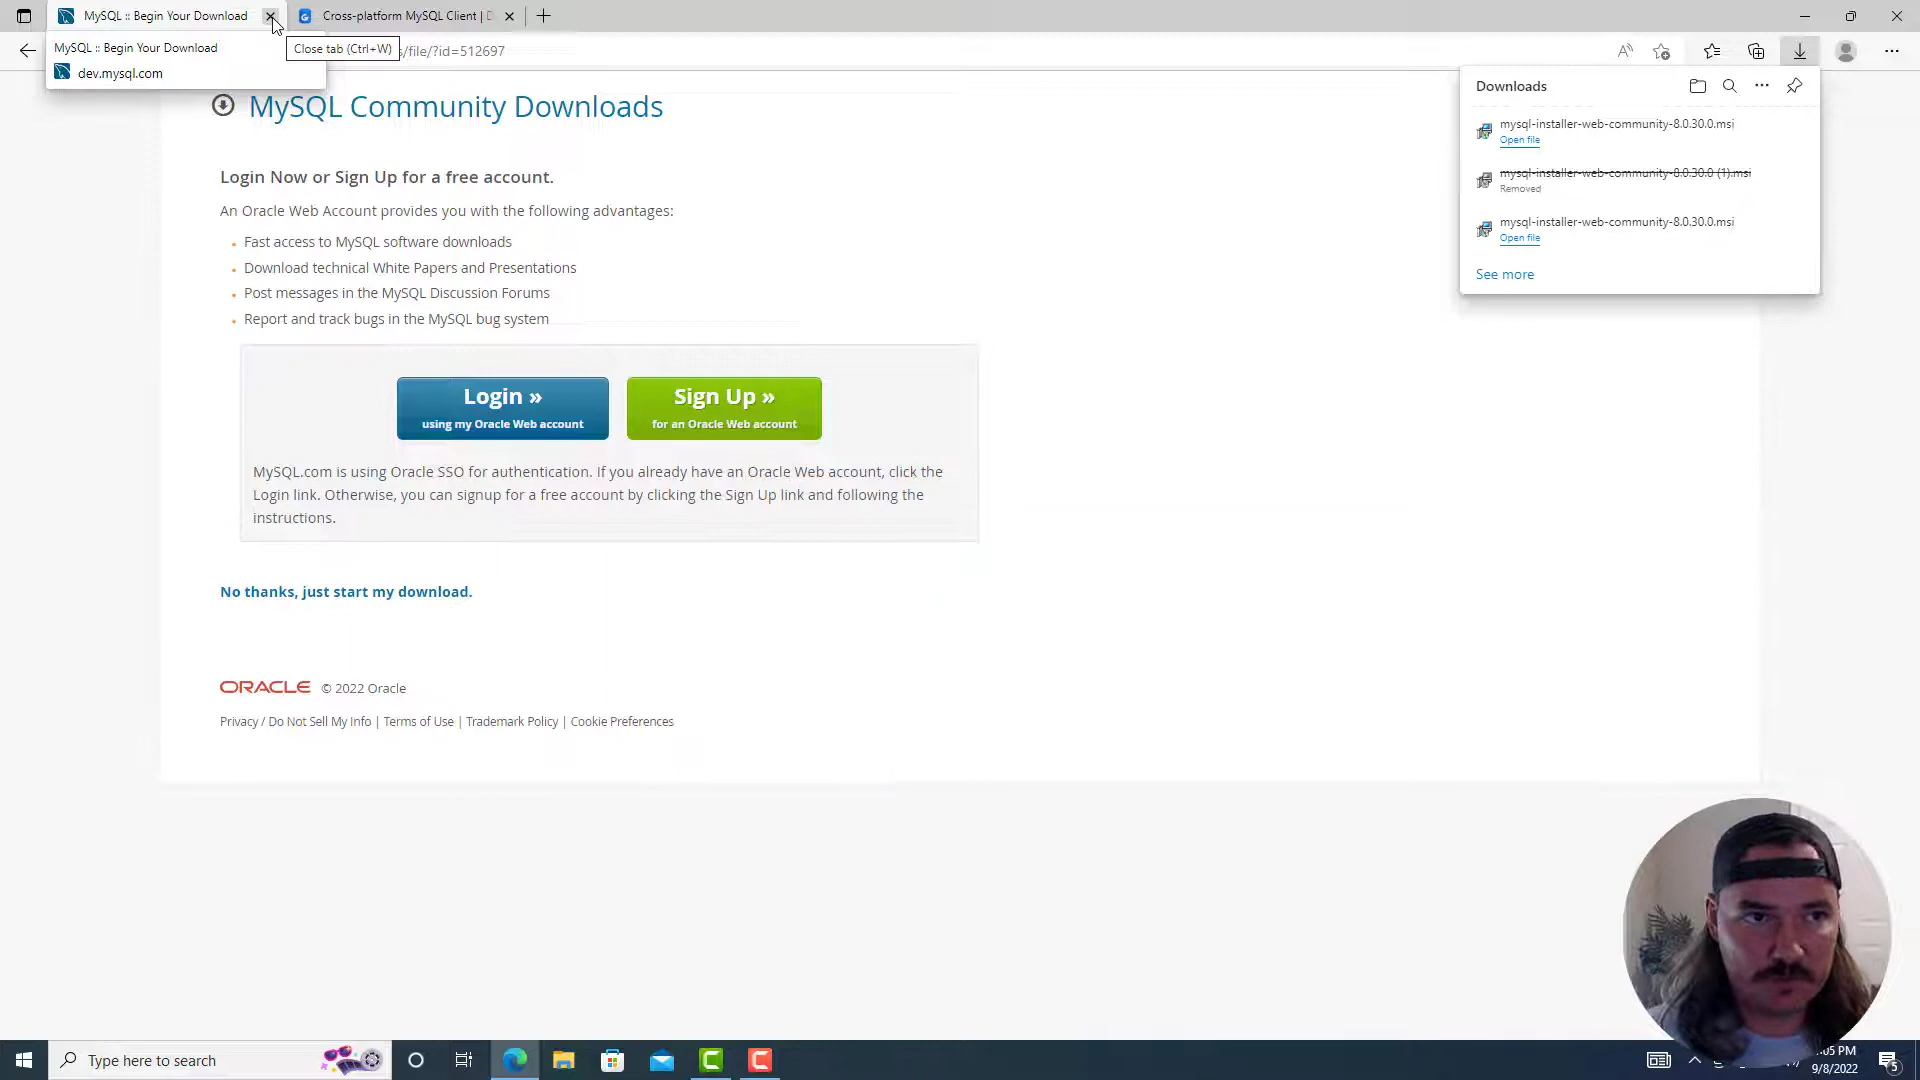 MySQL :: Begin Your Download
Cross-platform MySQL Client |
MySQL :: Begin Your Download
dev.mysql.com
Close tab (Ctrl+W)
/file/?id=512697
Downloads
mysql-installer-web-community-8.0.30.0.msi
Open file
mysql-installer-web-community-8.0.30.0 (1).msi
Removed
mysql-installer-web-community-8.0.30.0.msi
Open file
See more
MySQL Community Downloads
Login Now or Sign Up for a free account.
An Oracle Web Account provides you with the following advantages:
Fast access to MySQL software downloads
Download technical White Papers and Presentations
Post messages in the MySQL Discussion Forums
Report and track bugs in the MySQL bug system
Login »
using my Oracle Web account
Sign Up »
for an Oracle Web account
MySQL.com is using Oracle SSO for authentication. If you already have an Oracle Web account, click the
Login link. Otherwise, you can signup for a free account by clicking the Sign Up link and following the
instructions.
No thanks, just start my download.
ORACLE © 2022 Oracle
Privacy / Do Not Sell My Info | Terms of Use | Trademark Policy | Cookie Preferences
Type here to search
:05 PM
9/8/2022
5